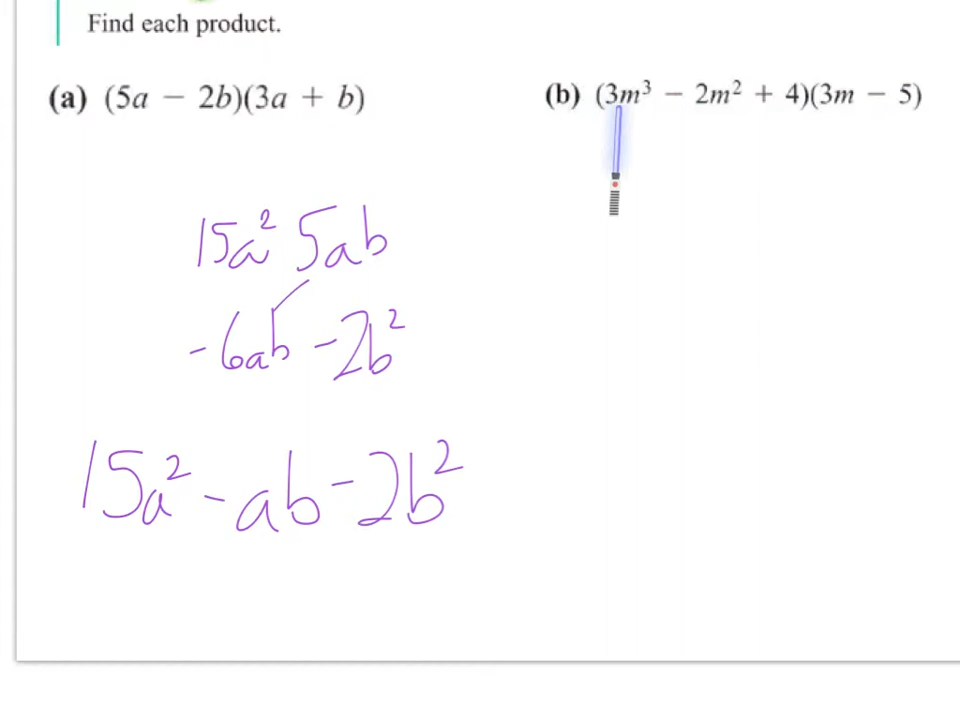 Find each product.
(a) (5a − 2b)(3a + b)
(b) (3m³ − 2m² + 4)(3m − 5)
15a² 5ab
-6ab -2b²
15a² - ab - 2b²